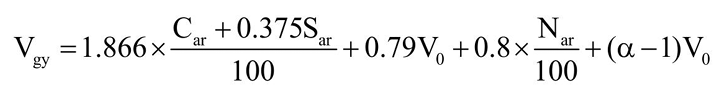 V_gy = 1.866 × (C_ar + 0.375S_ar)/100 + 0.79V_0 + 0.8 × N_ar/100 + (α − 1)V_0